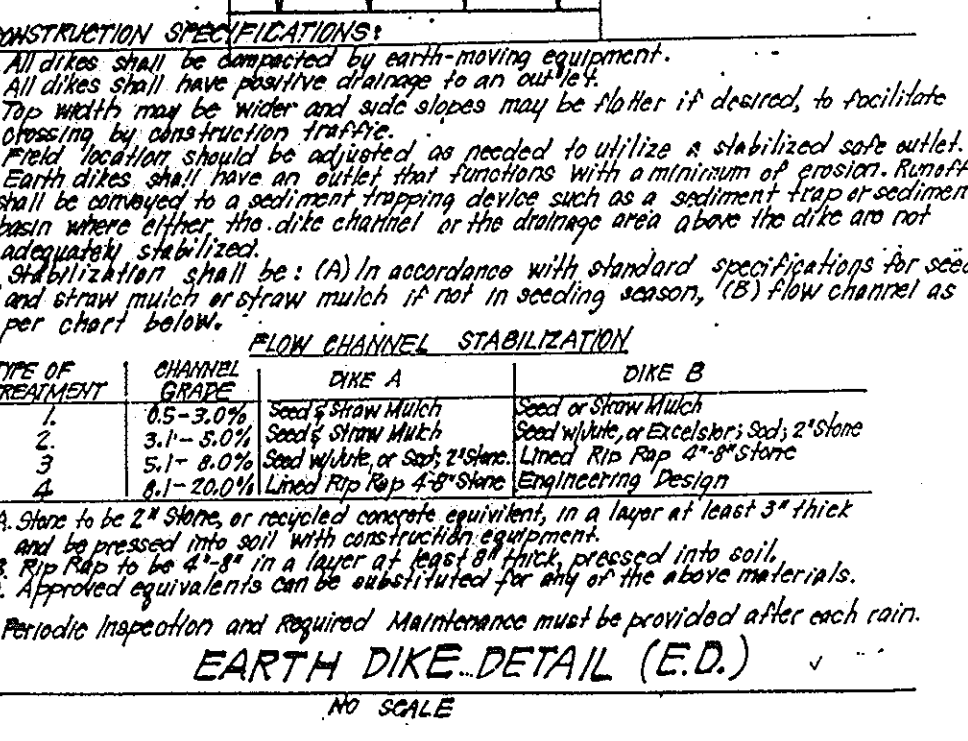 ONSTRUCTION SPECIFICATIONS:
All dikes shall be compacted by earth-moving equipment.
All dikes shall have positive drainage to an outlet.
Top width may be wider and side slopes may be flatter if desired, to facilitate
crossing by construction traffic.
Field location should be adjusted as needed to utilize a stabilized safe outlet.
Earth dikes shall have an outlet that functions with a minimum of erosion. Runoff
shall be conveyed to a sediment trapping device such as a sediment trap or sedimen
basin where either the dike channel or the drainage area above the dike are not
adequately stabilized.
Stabilization shall be: (A) In accordance with standard specifications for seed
and straw mulch or straw mulch if not in seeding season, (B) flow channel as
per chart below.
FLOW CHANNEL STABILIZATION
TYPE OF TREATMENT CHANNEL GRADE DIKE A DIKE B
1. 0.5-3.0% Seed & Straw Mulch Seed or Straw Mulch
2. 3.1-5.0% Seed & Straw Mulch Seed w/Jute, or Excelsior; Sod; 2" Stone
3 5.1-8.0% Seed w/Jute, or Sod; 2" Stone. Lined Rip Rap 4"-8" Stone
4 8.1-20.0% Lined Rip Rap 4-8" Stone Engineering Design
A. Stone to be 2" Stone, or recycled concrete equivilent, in a layer at least 3" thick
and be pressed into soil with construction equipment.
B. Rip Rap to be 4"-8" in a layer at least 8" thick, pressed into soil.
. Approved equivalents can be substituted for any of the above materials.
Periodic Inspection and Required Maintenance must be provided after each rain.
EARTH DIKE DETAIL (E.D.)
NO SCALE